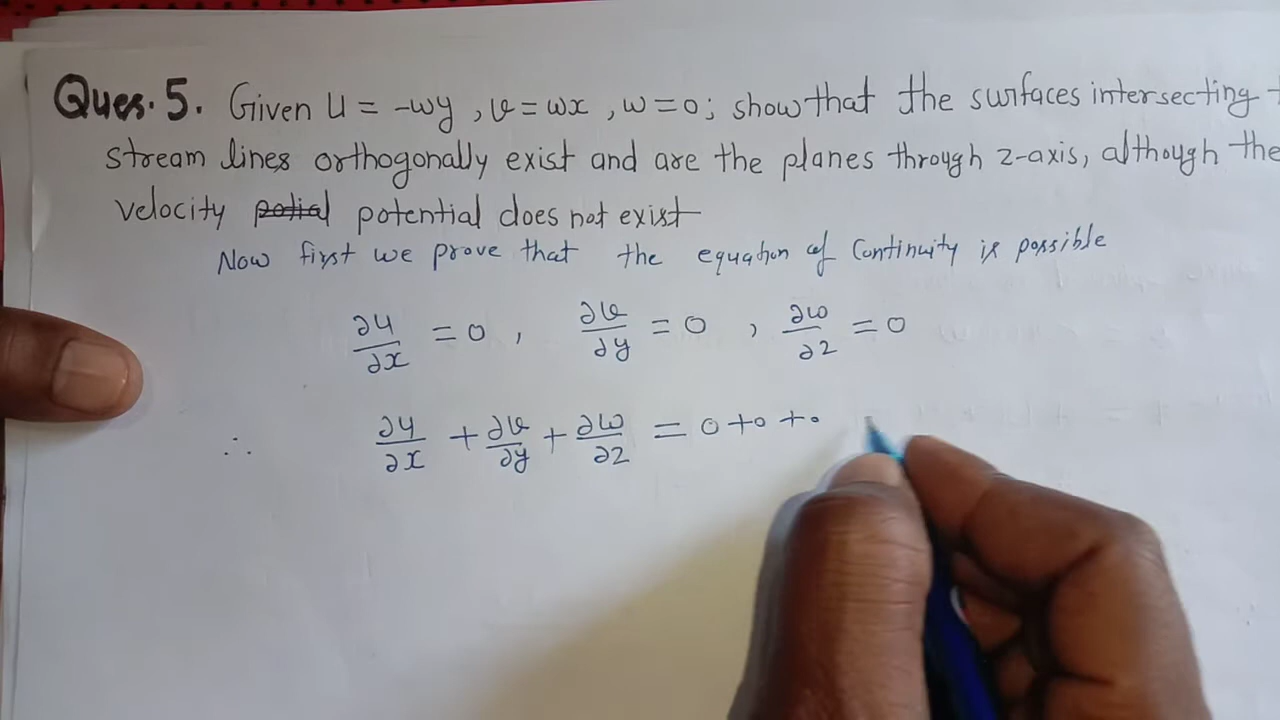 Ques. 5. Given u = -wy, v = wx, w = 0; show that the surfaces intersecting
stream lines orthogonally exist and are the planes through z-axis, although the
velocity potential does not exist
Now first we prove that the equation of Continuity is possible
∂u/∂x = 0, ∂v/∂y = 0, ∂w/∂z = 0
∴ ∂u/∂x + ∂v/∂y + ∂w/∂z = 0+0+0